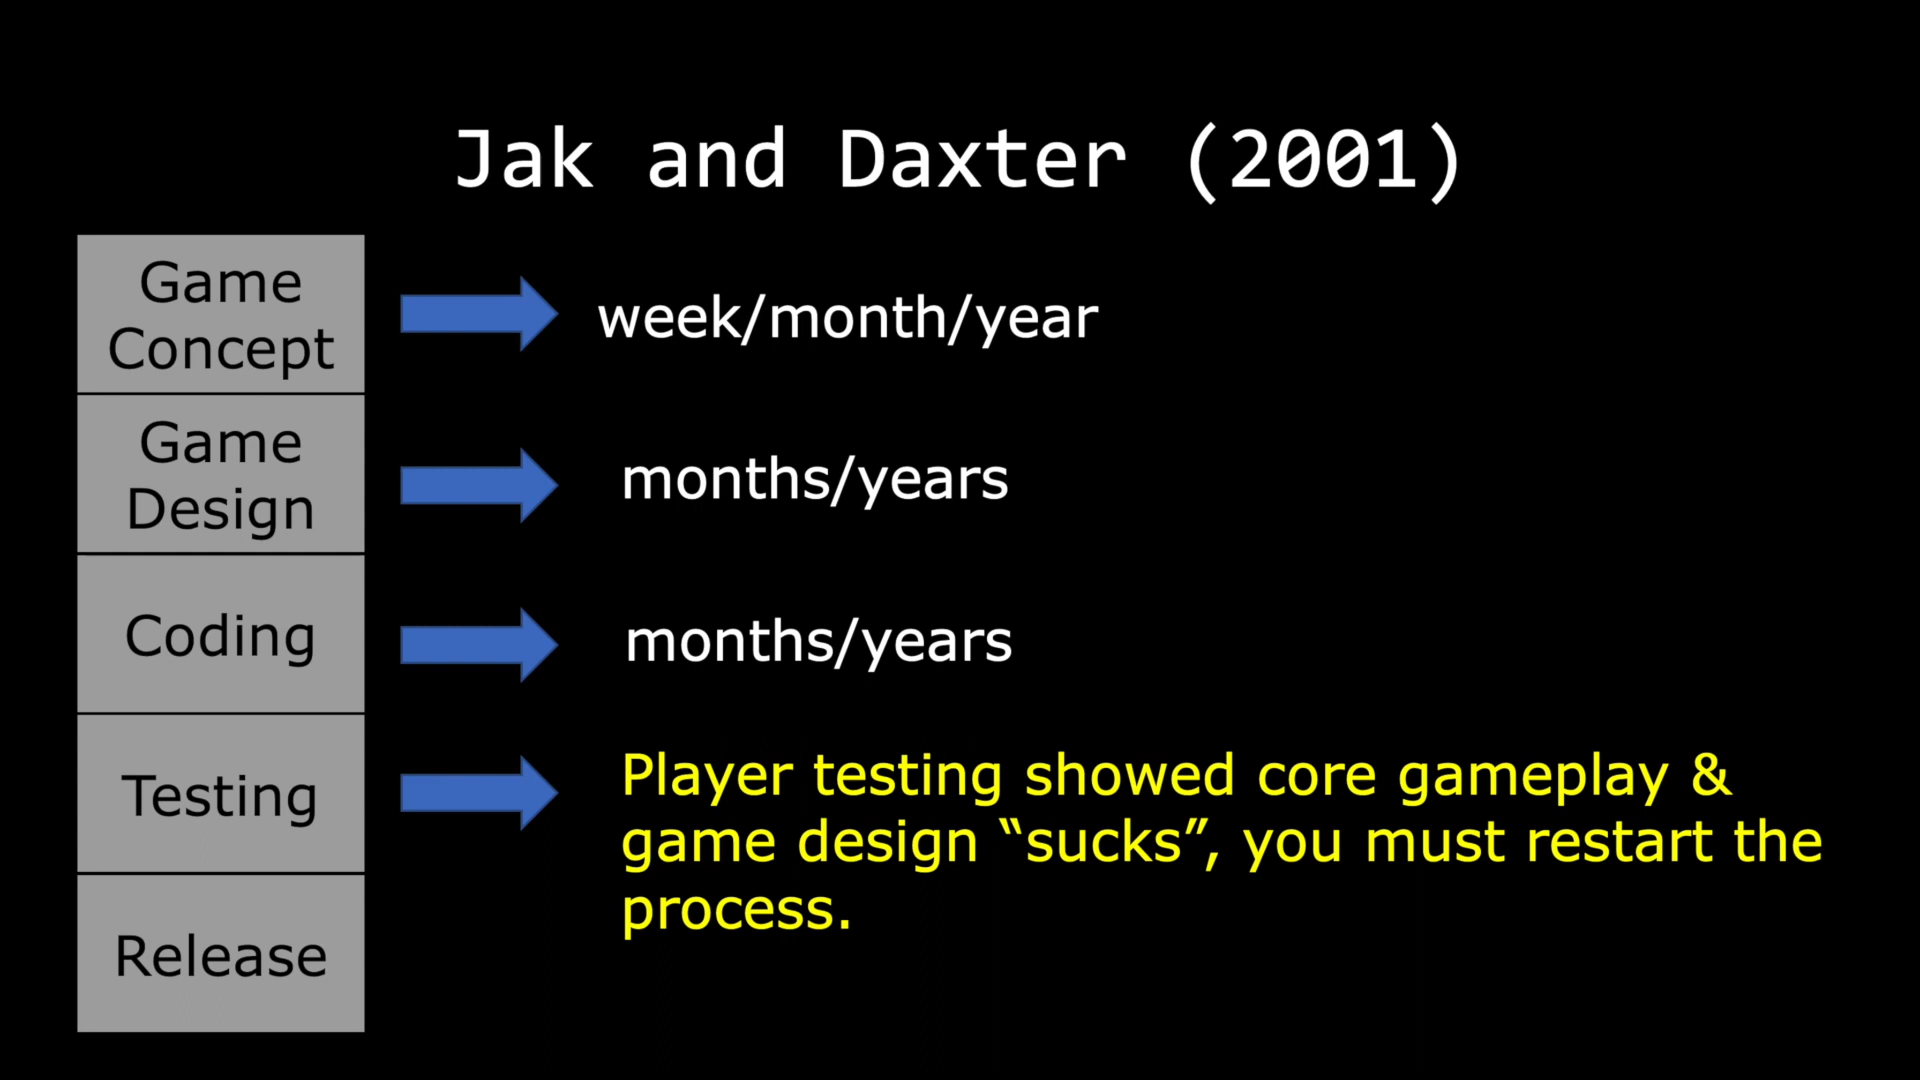 Jak and Daxter (2001)
Game
Concept
week/month/year
Game
Design
months/years
Coding
months/years
Testing
Player testing showed core gameplay &
game design “sucks”, you must restart the
process.
Release